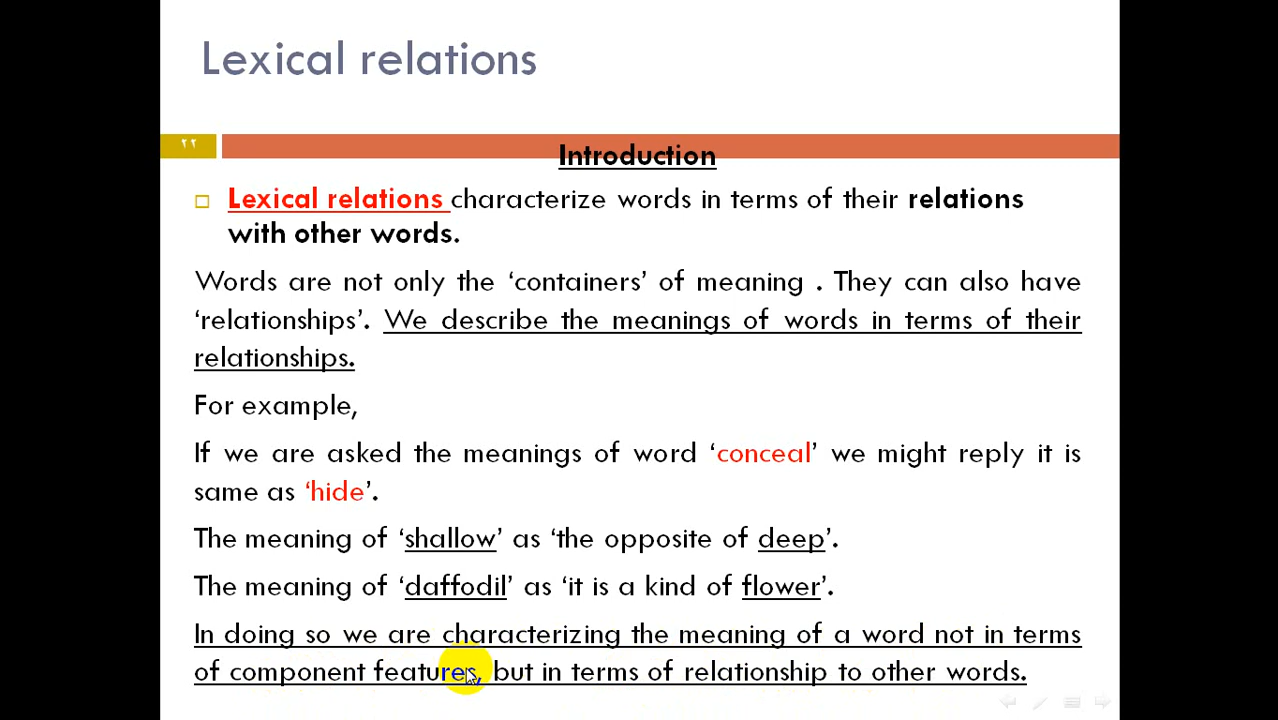 Lexical relations
٢٢
Introduction
Lexical relations characterize words in terms of their relations
with other words.
Words are not only the ‘containers’ of meaning . They can also have
‘relationships’. We describe the meanings of words in terms of their
relationships.
For example,
If we are asked the meanings of word ‘conceal’ we might reply it is
same as ‘hide’.
The meaning of ‘shallow’ as ‘the opposite of deep’.
The meaning of ‘daffodil’ as ‘it is a kind of flower’.
In doing so we are characterizing the meaning of a word not in terms
of component features, but in terms of relationship to other words.